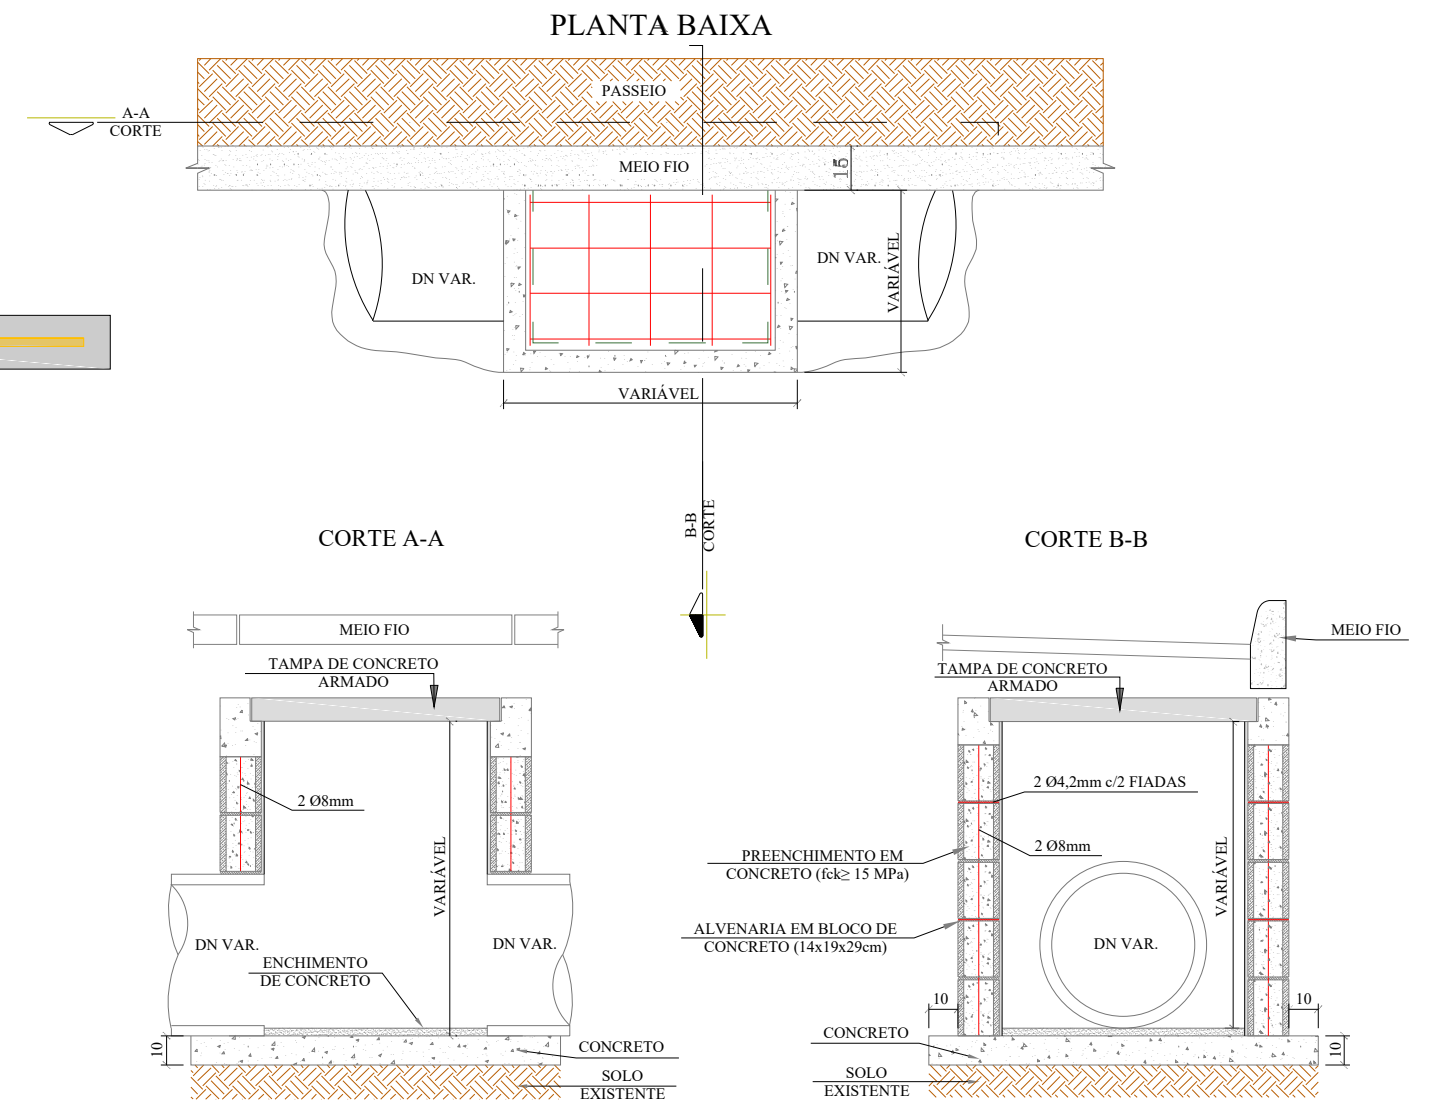 PLANTA BAIXA
PASSEIO
A-A
CORTE
MEIO FIO
15
DN VAR.
DN VAR.
VARIÁVEL
VARIÁVEL
B-B
CORTE
CORTE A-A
CORTE B-B
MEIO FIO
MEIO FIO
TAMPA DE CONCRETO
ARMADO
TAMPA DE CONCRETO
ARMADO
2 Ø8mm
2 Ø4,2mm c/2 FIADAS
2 Ø8mm
VARIÁVEL
VARIÁVEL
PREENCHIMENTO EM
CONCRETO (fck≥ 15 MPa)
ALVENARIA EM BLOCO DE
CONCRETO (14x19x29cm)
DN VAR.
DN VAR.
DN VAR.
ENCHIMENTO
DE CONCRETO
10
10
10
10
CONCRETO
CONCRETO
SOLO
EXISTENTE
SOLO
EXISTENTE